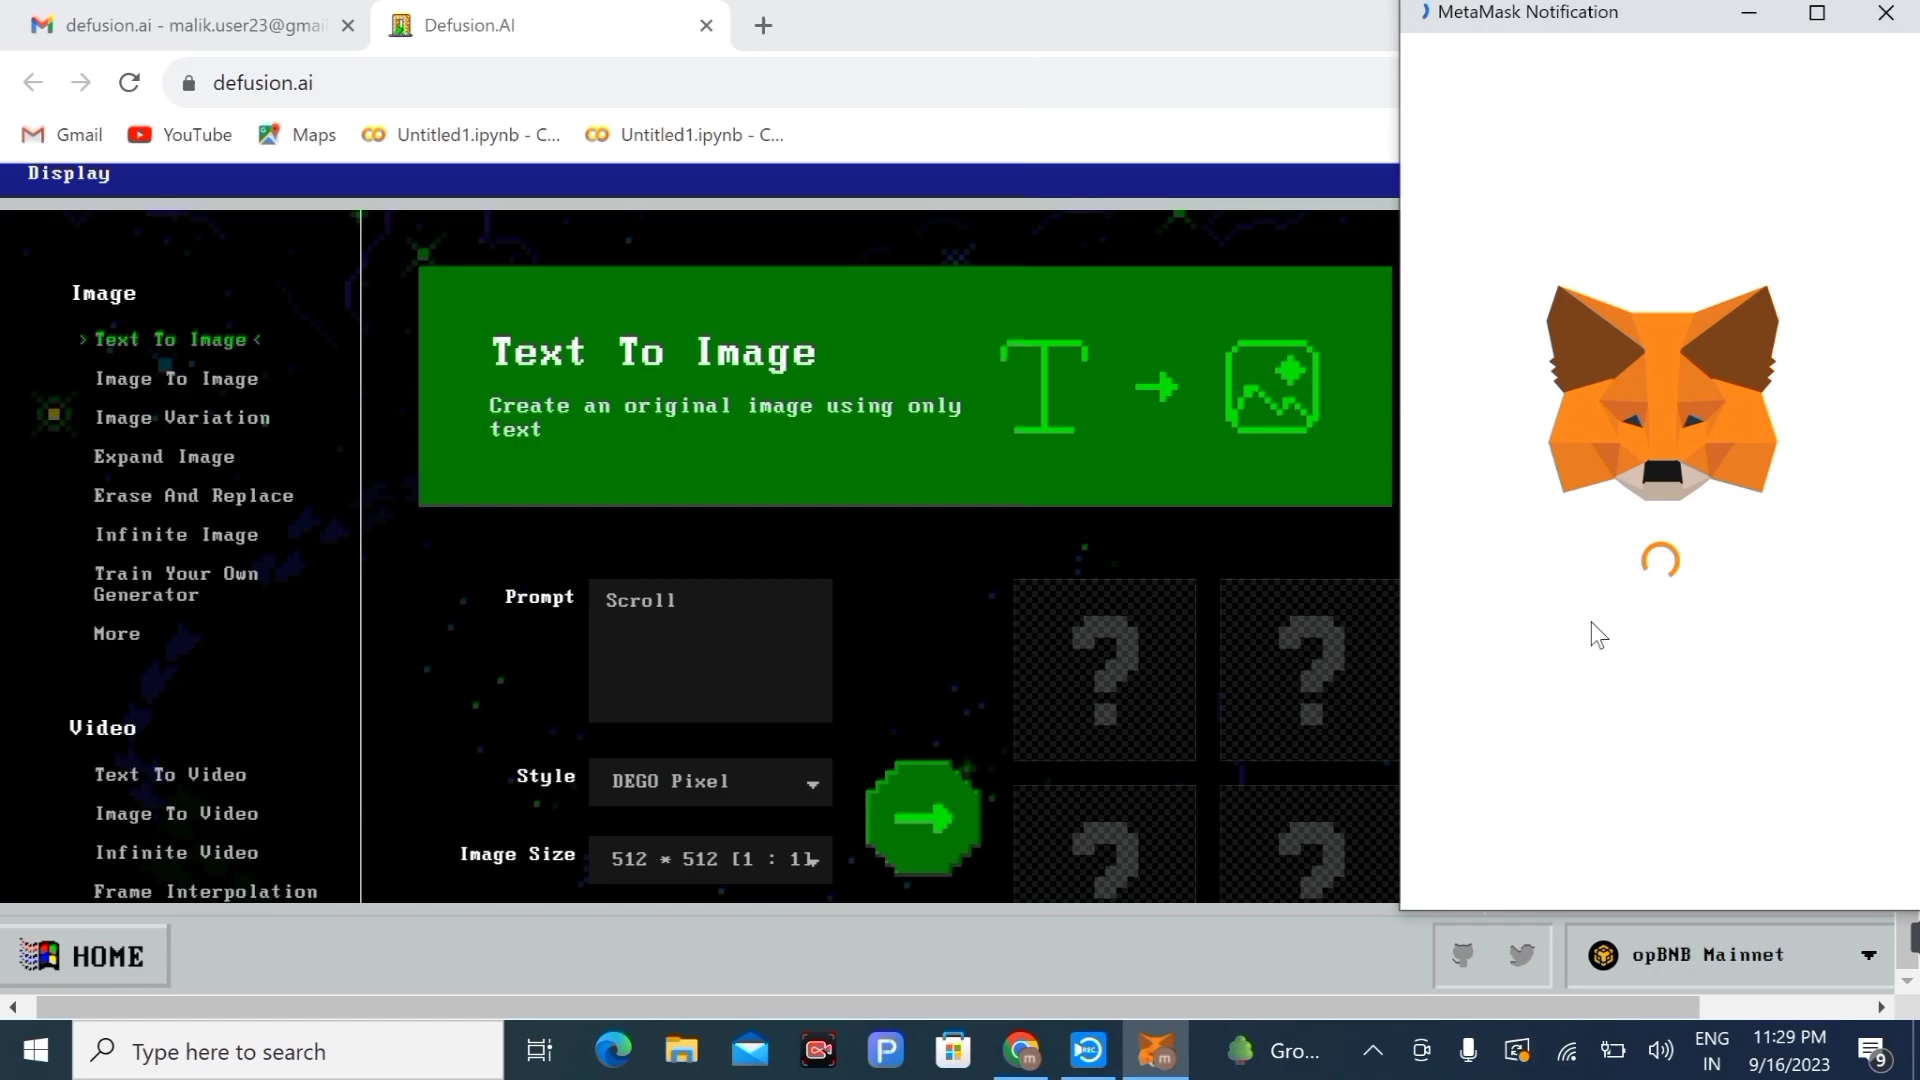 defusion.ai - malik.user23@gmai
Defusion.AI
MetaMask Notification
defusion.ai
Gmail
YouTube
Maps
Untitled1.ipynb - C...
Untitled1.ipynb - C...
Display
Image
> Text To Image <
Image To Image
Image Variation
Expand Image
Erase And Replace
Infinite Image
Train Your Own
Generator
More
Video
Text To Video
Image To Video
Infinite Video
Frame Interpolation
Text To Image
Create an original image using only
text
T
Prompt
Scroll
Style
DEGO Pixel
Image Size
512 * 512 [1 : 1]
?
?
?
?
HOME
opBNB Mainnet
Type here to search
REC
Gro...
ENG
IN
11:29 PM
9/16/2023
9